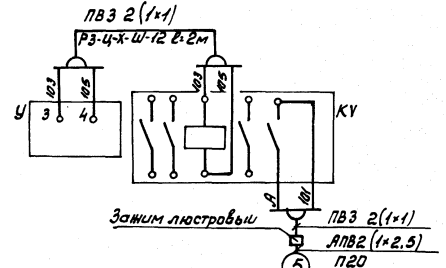 ПВЗ 2(1×1)
РЗ-Ц-Х-Ш-12 ℓ=2м
103
105
103
105
У
3
4
KV
А
101
Зажим люстровый
ПВЗ 2(1×1)
АПВ2(1×2,5)
П20
5